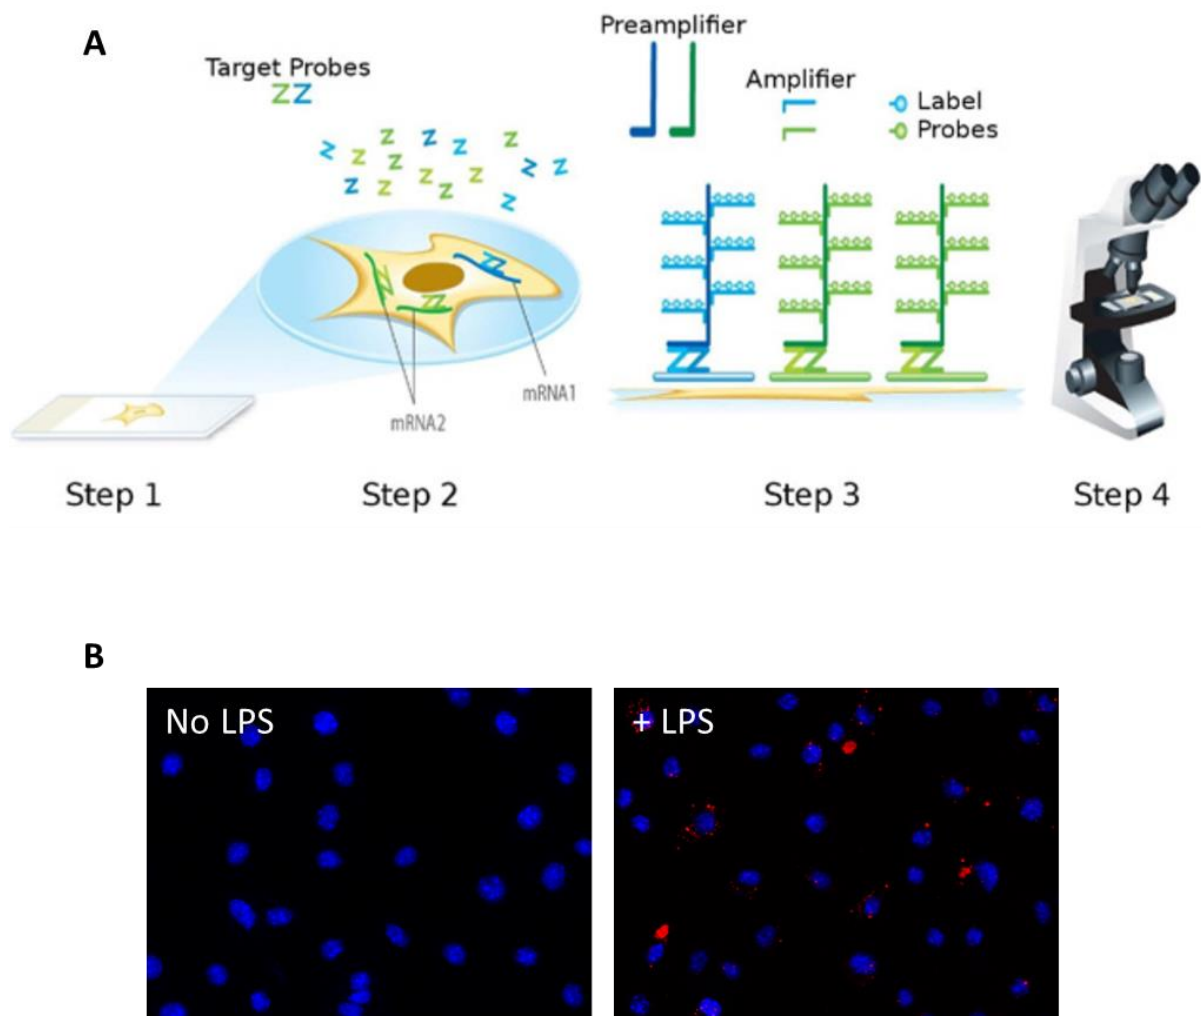 A
Target Probes
ZZ
Preamplifier
Amplifier
Label
Probes
mRNA1
mRNA2
Step 1
Step 2
Step 3
Step 4
B
No LPS
+ LPS